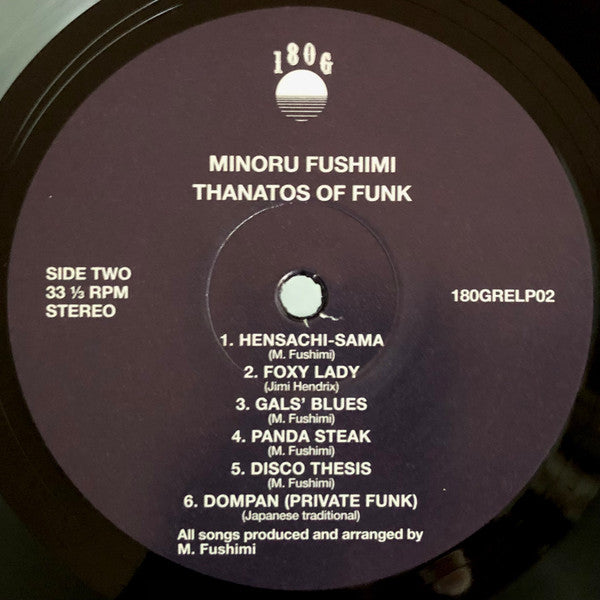 180G
MINORU FUSHIMI
THANATOS OF FUNK
SIDE TWO
33 ⅓ RPM
STEREO
180GRELP02
1. HENSACHI-SAMA
(M. Fushimi)
2. FOXY LADY
(Jimi Hendrix)
3. GALS’ BLUES
(M. Fushimi)
4. PANDA STEAK
(M. Fushimi)
5. DISCO THESIS
(M. Fushimi)
6. DOMPAN (PRIVATE FUNK)
(Japanese traditional)
All songs produced and arranged by
M. Fushimi